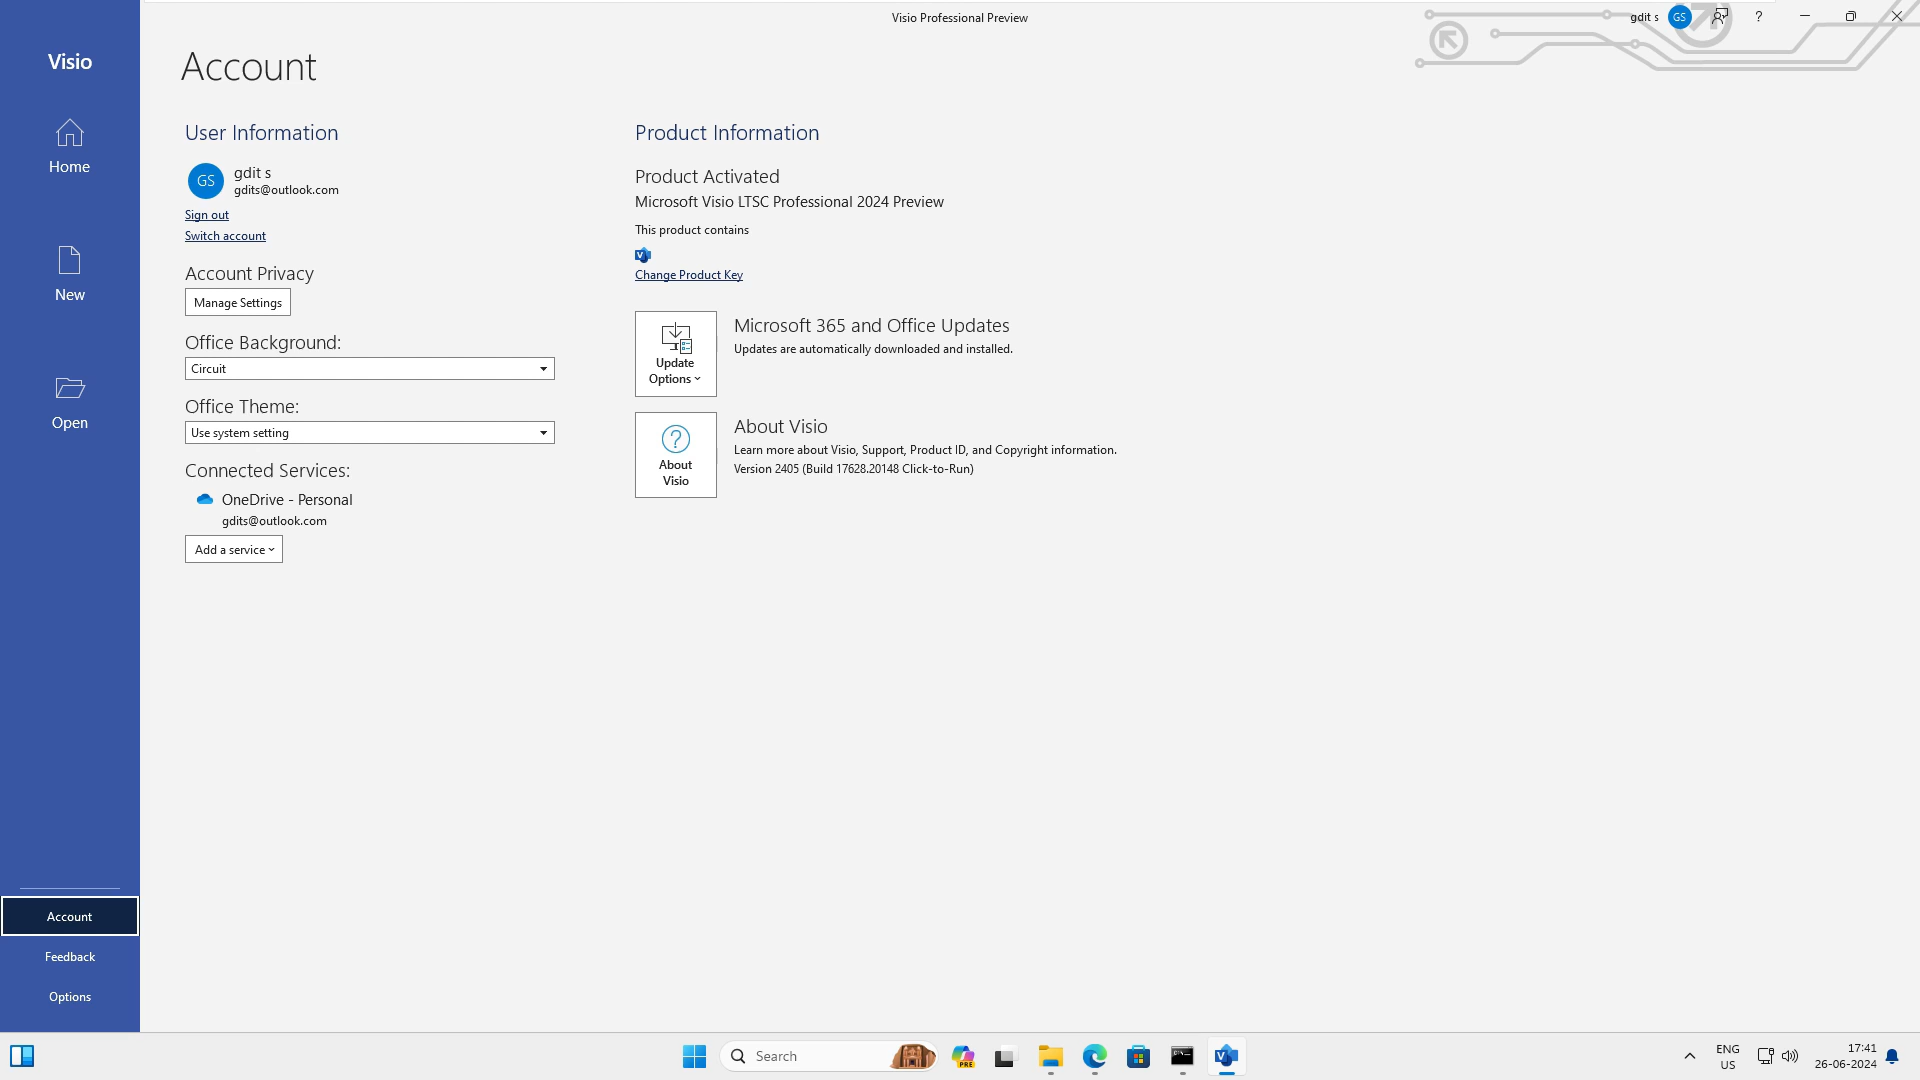 Visio Professional Preview
gdit s
GS
?
Visio
Home
New
Open
Account
Feedback
Options
Account
User Information
GS
gdit s
gdits@outlook.com
Sign out
Switch account
Account Privacy
Manage Settings
Office Background:
Circuit
Office Theme:
Use system setting
Connected Services:
OneDrive - Personal
gdits@outlook.com
Add a service
Product Information
Product Activated
Microsoft Visio LTSC Professional 2024 Preview
This product contains
V
Change Product Key
Update
Options
Microsoft 365 and Office Updates
Updates are automatically downloaded and installed.
?
About
Visio
About Visio
Learn more about Visio, Support, Product ID, and Copyright information.
Version 2405 (Build 17628.20148 Click-to-Run)
Search
PRE
V
ENG
US
17:41
26-06-2024